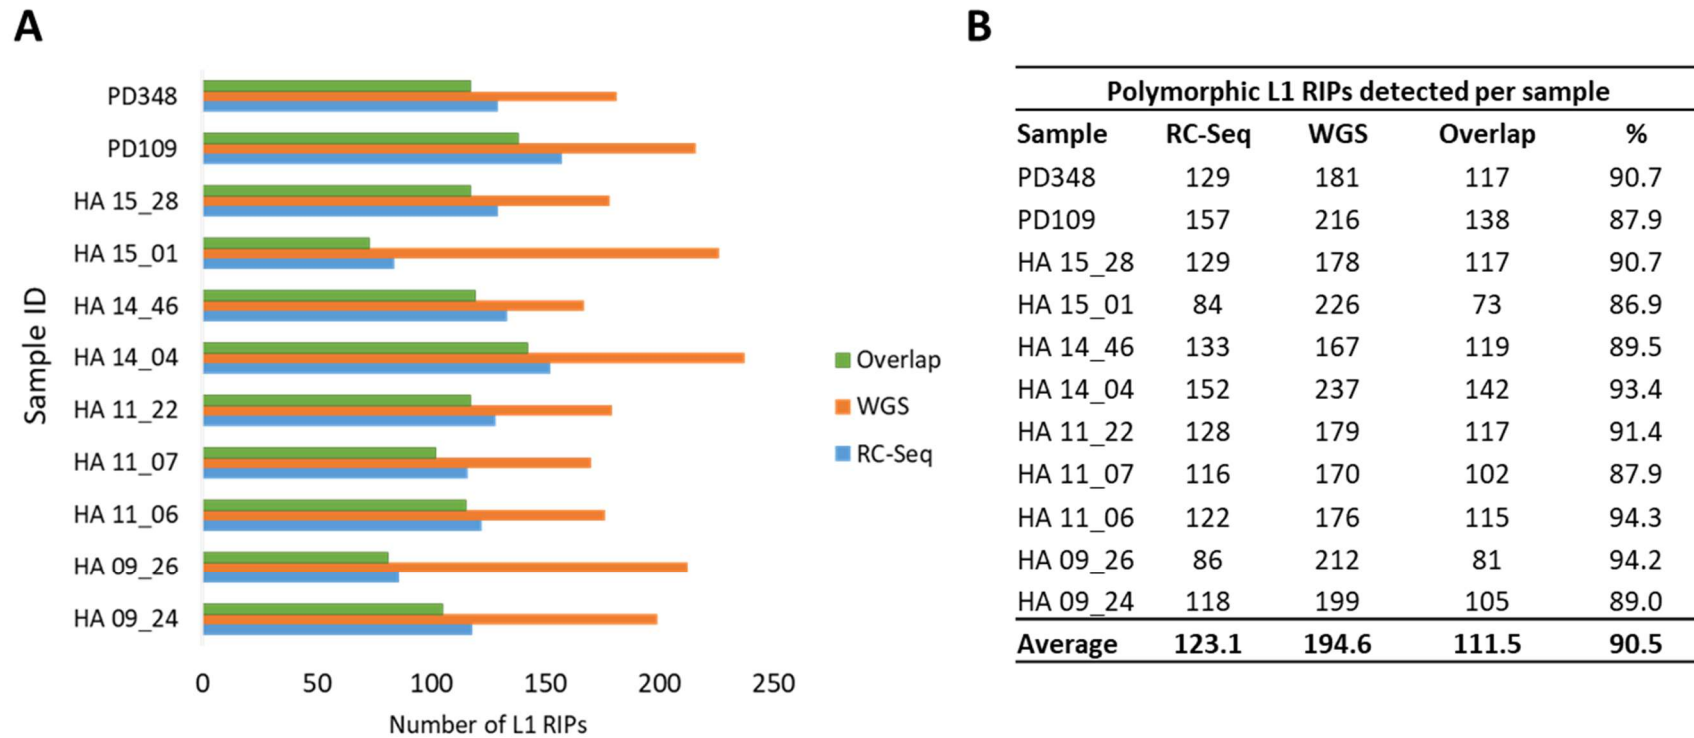 A
PD348
PD109
HA 15_28
HA 15_01
HA 14_46
HA 14_04
HA 11_22
HA 11_07
HA 11_06
HA 09_26
HA 09_24
Sample ID
0 50 100 150 200 250
Number of L1 RIPs
Overlap
WGS
RC-Seq
B
Polymorphic L1 RIPs detected per sample
Sample RC-Seq WGS Overlap %
PD348 129 181 117 90.7
PD109 157 216 138 87.9
HA 15_28 129 178 117 90.7
HA 15_01 84 226 73 86.9
HA 14_46 133 167 119 89.5
HA 14_04 152 237 142 93.4
HA 11_22 128 179 117 91.4
HA 11_07 116 170 102 87.9
HA 11_06 122 176 115 94.3
HA 09_26 86 212 81 94.2
HA 09_24 118 199 105 89.0
Average 123.1 194.6 111.5 90.5